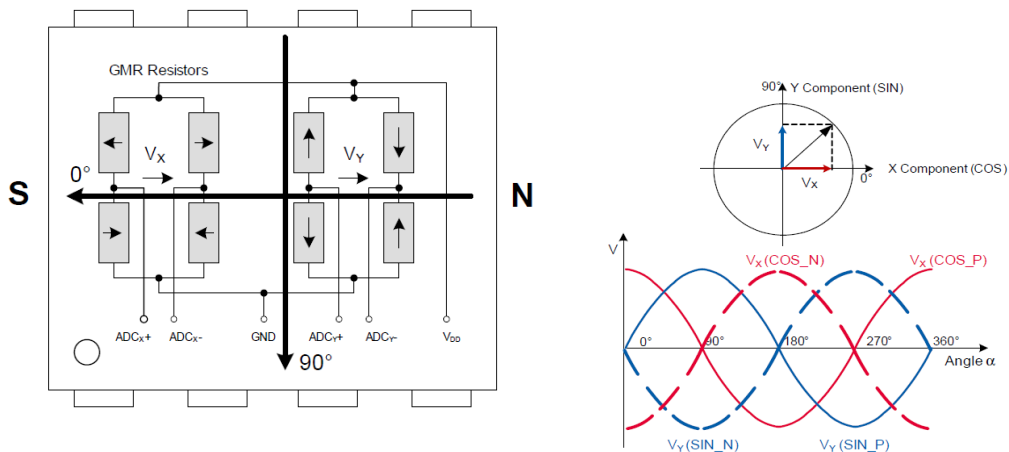 GMR Resistors
V_X
V_Y
0°
S
N
ADC_X+
ADC_X-
GND
ADC_Y+
ADC_Y-
V_DD
90°
90°
Y Component (SIN)
V_Y
X Component (COS)
V_X
0°
V
V_X (COS_N)
V_X (COS_P)
0°
90°
180°
270°
360°
Angle α
V_Y (SIN_N)
V_Y (SIN_P)